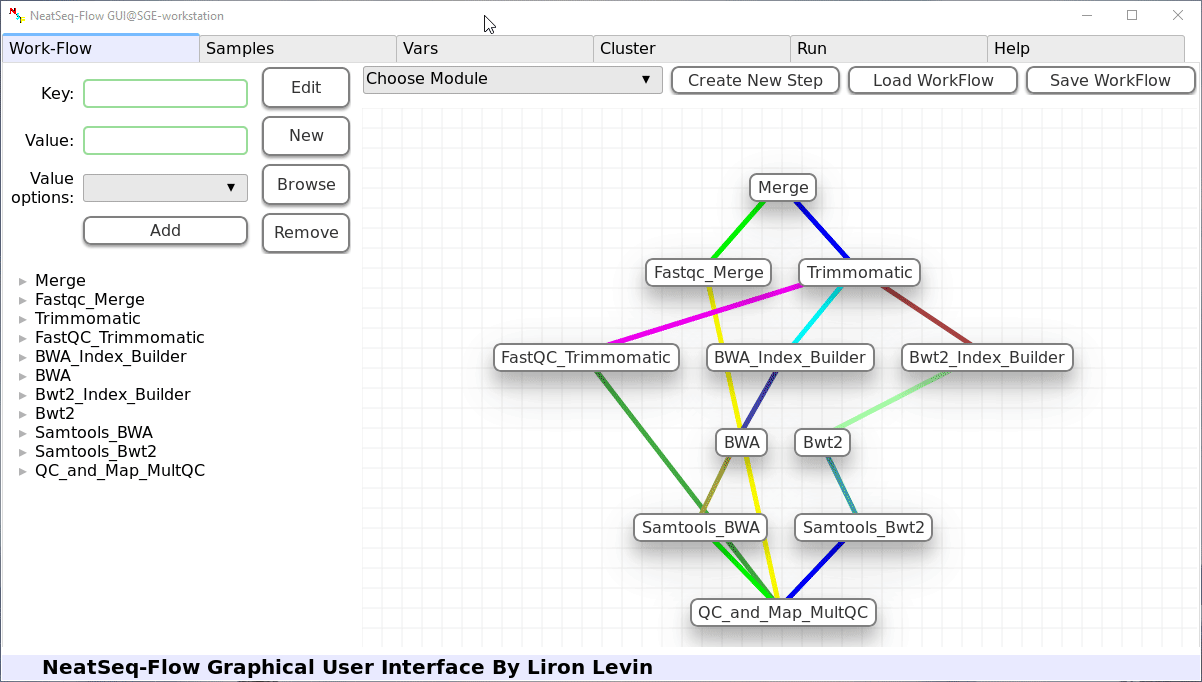 NeatSeq-Flow GUI@SGE-workstation
Work-Flow
Samples
Vars
Cluster
Run
Help
Key:
Edit
Value:
New
Value
options:
Browse
Add
Remove
Choose Module
Create New Step
Load WorkFlow
Save WorkFlow
Merge
Fastqc_Merge
Trimmomatic
FastQC_Trimmomatic
BWA_Index_Builder
BWA
Bwt2_Index_Builder
Bwt2
Samtools_BWA
Samtools_Bwt2
QC_and_Map_MultQC
Merge
Fastqc_Merge
Trimmomatic
FastQC_Trimmomatic
BWA_Index_Builder
Bwt2_Index_Builder
BWA
Bwt2
Samtools_BWA
Samtools_Bwt2
QC_and_Map_MultQC
NeatSeq-Flow Graphical User Interface By Liron Levin